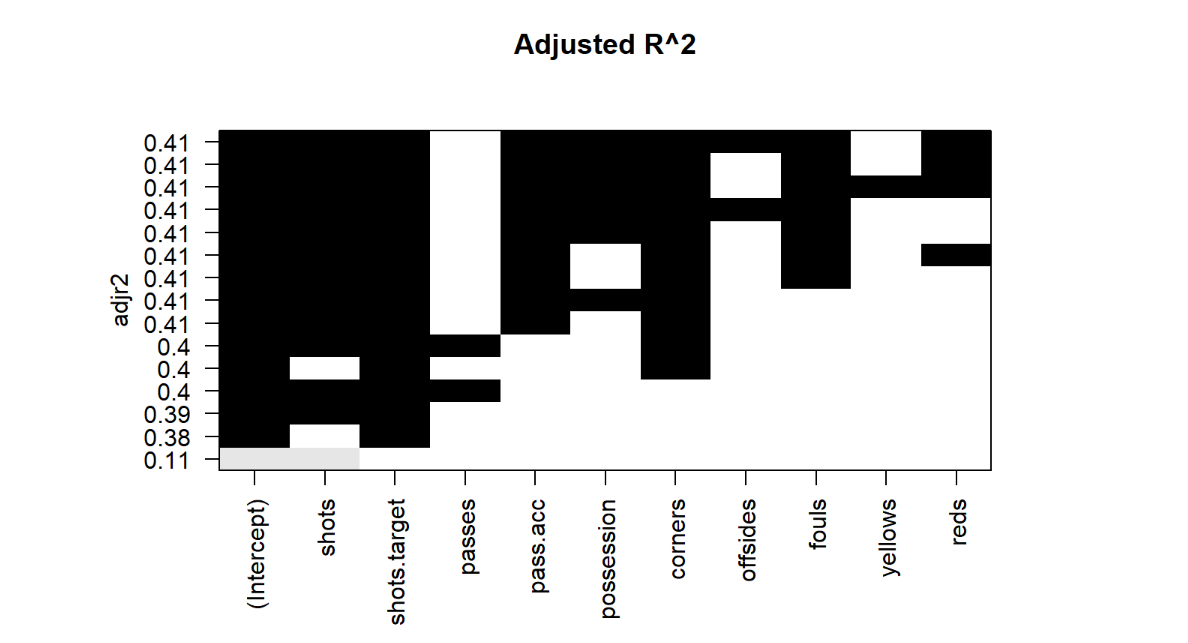 Adjusted R^2
adjr2
0.41
0.41
0.41
0.41
0.41
0.41
0.41
0.41
0.41
0.4
0.4
0.4
0.39
0.38
0.11
(Intercept)
shots
shots.target
passes
pass.acc
possession
corners
offsides
fouls
yellows
reds